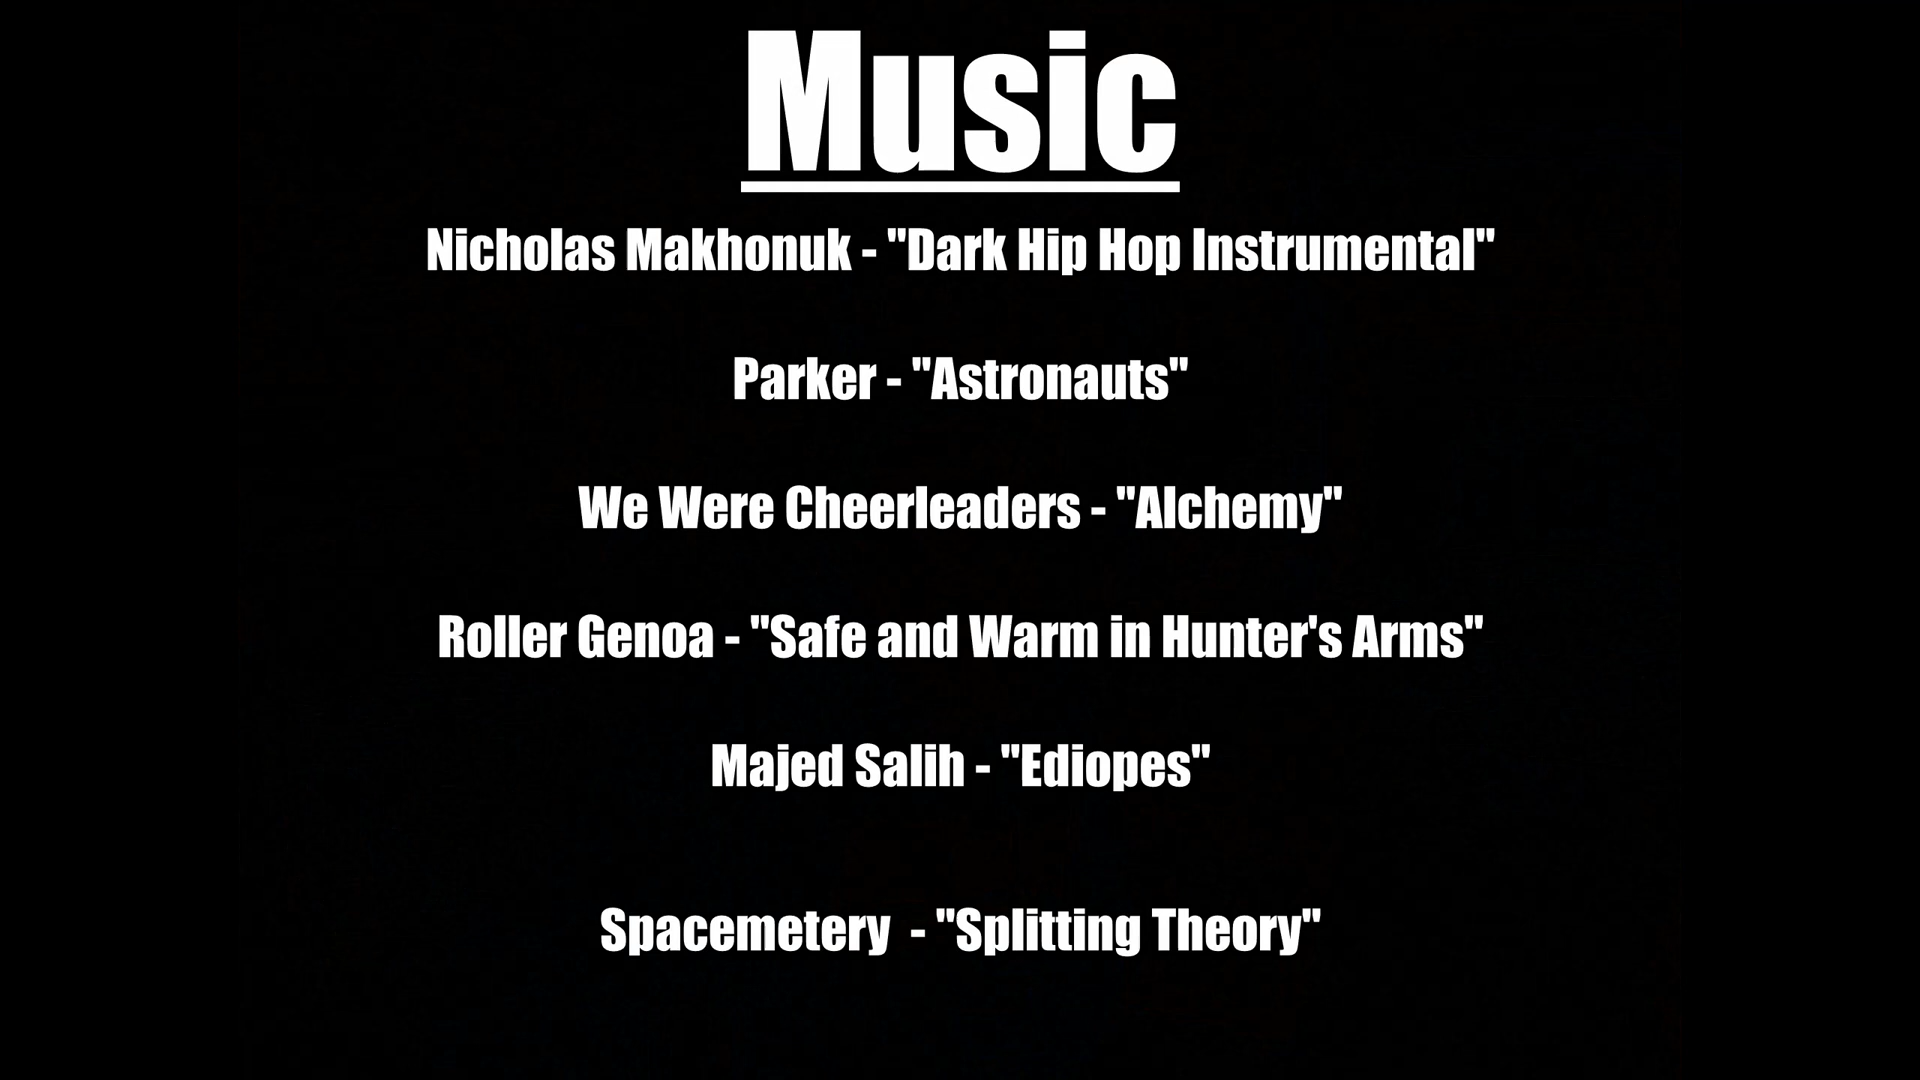 Music
Nicholas Makhonuk - "Dark Hip Hop Instrumental"
Parker - "Astronauts"
We Were Cheerleaders - "Alchemy"
Roller Genoa - "Safe and Warm in Hunter's Arms"
Majed Salih - "Ediopes"
Spacemetery - "Splitting Theory"